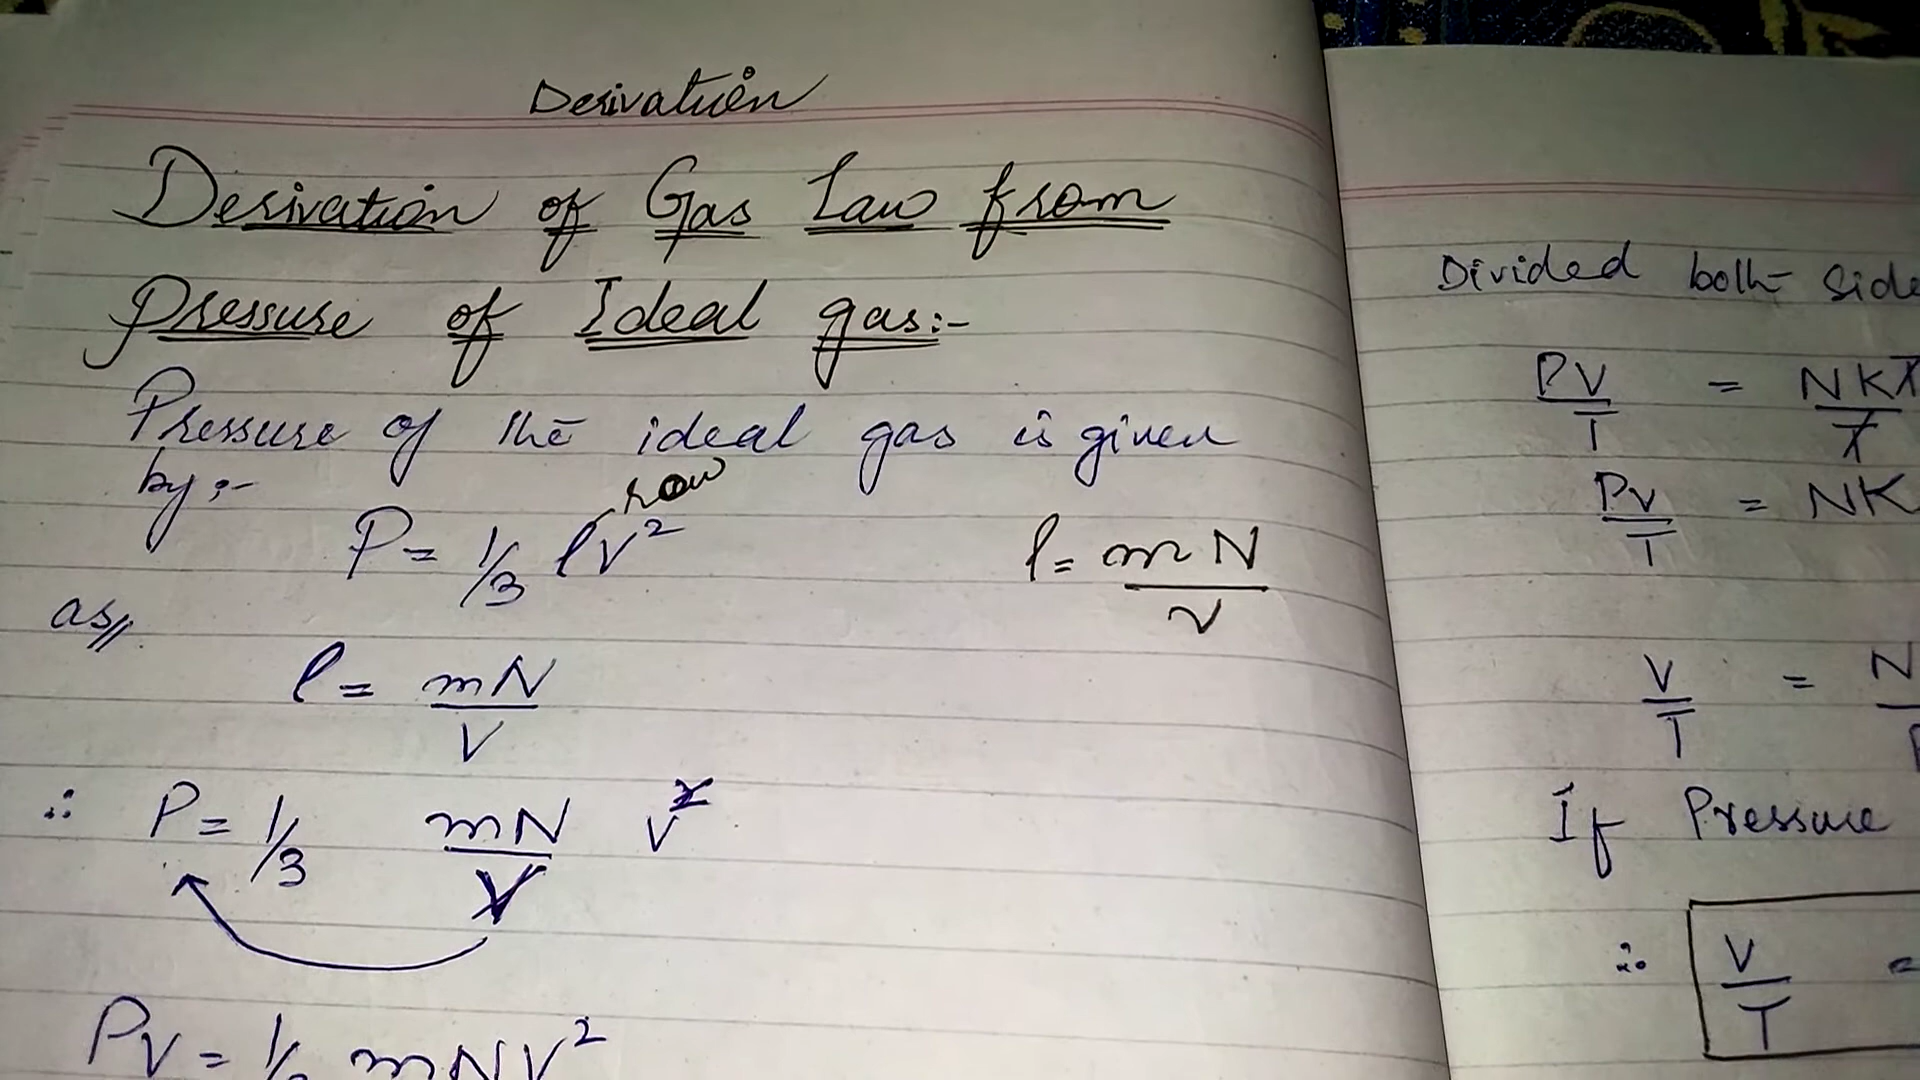 Derivation
Derivation of Gas Law from
Pressure of Ideal gas:-
Pressure of the ideal gas is given
by:-
row
P = 1/3 ρv²
ρ = mN/V
as//
ρ = mN/V
∴ P = 1/3 mN/V v²
PV = 1/3 mNV²
Divided both side
PV/T = NKT/T
PV/T = NK
V/T = N
If Pressure
∴ V/T =